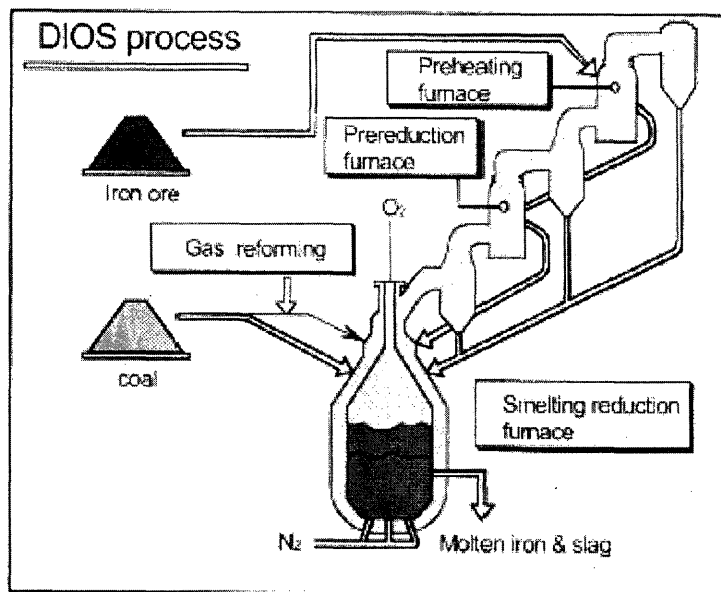 DIOS process
Preheating
furnace
Prereduction
furnace
Iron ore
O₂
Gas reforming
coal
Smelting reduction
furnace
N₂
Molten iron & slag